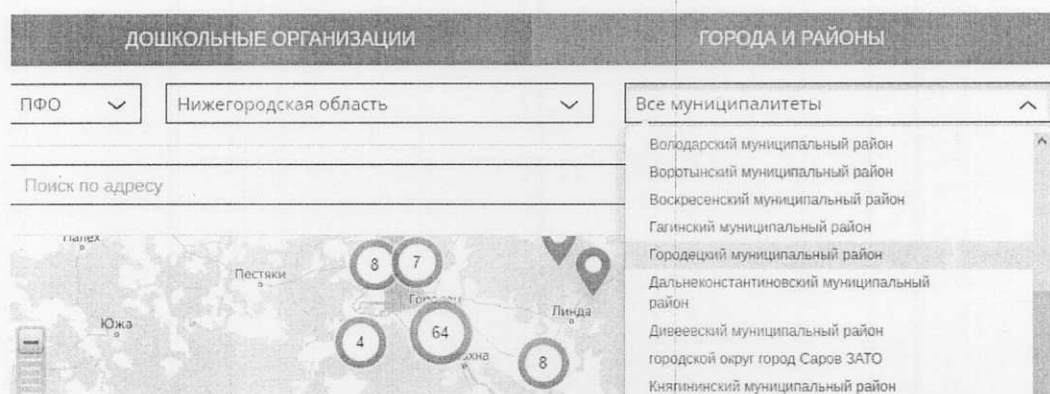 ДОШКОЛЬНЫЕ ОРГАНИЗАЦИИ
ГОРОДА И РАЙОНЫ
ПФО
Нижегородская область
Все муниципалитеты
Володарский муниципальный район
Воротынский муниципальный район
Воскресенский муниципальный район
Гагинский муниципальный район
Городецкий муниципальный район
Дальнеконстантиновский муниципальный
район
Дивеевский муниципальный район
городской округ город Саров ЗАТО
Княгининский муниципальный район
Поиск по адресу
Палех
Пестяки
8
7
Городец
Линда
Южа
4
64
8